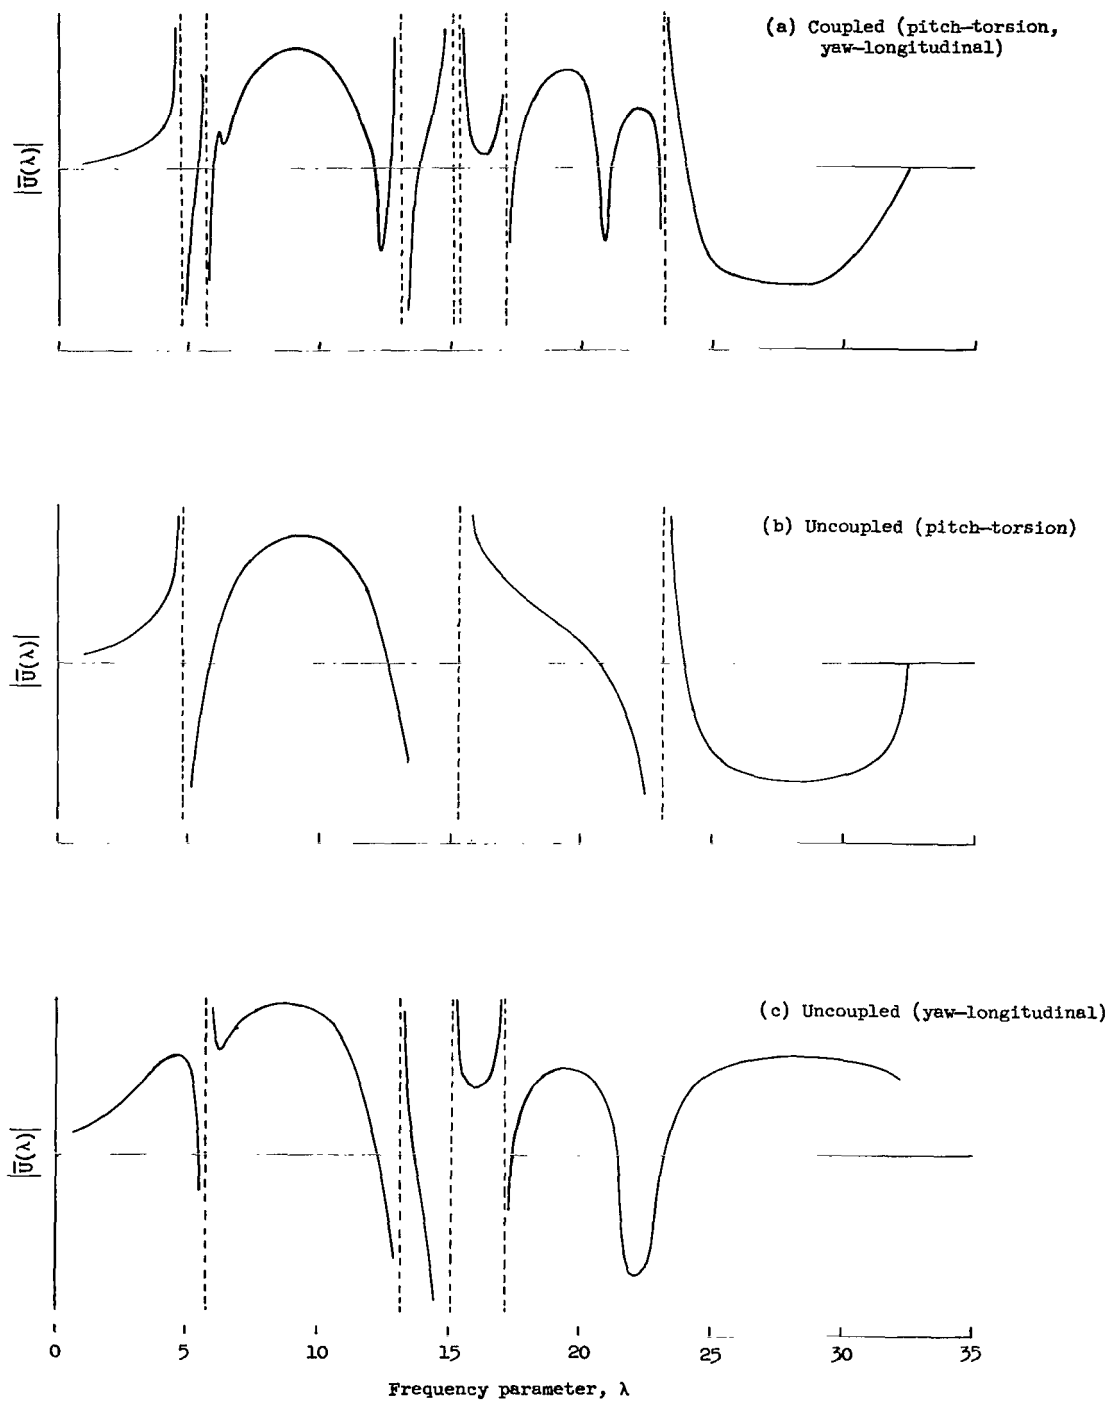 (a) Coupled (pitch-torsion,
yaw-longitudinal)
|U̅(λ)|
(b) Uncoupled (pitch-torsion)
|U̅(λ)|
(c) Uncoupled (yaw-longitudinal)
|U̅(λ)|
0 5 10 15 20 25 30 35
Frequency parameter, λ